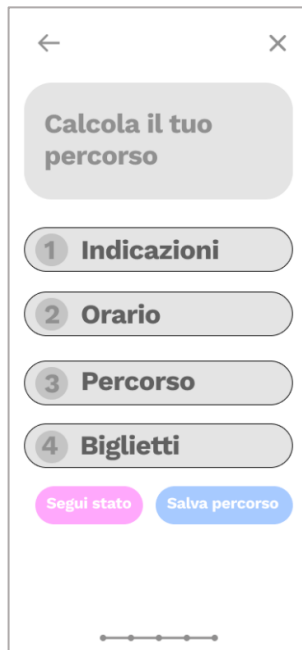 Calcola il tuo
percorso
1 Indicazioni
2 Orario
3 Percorso
4 Biglietti
Segui stato Salva percorso